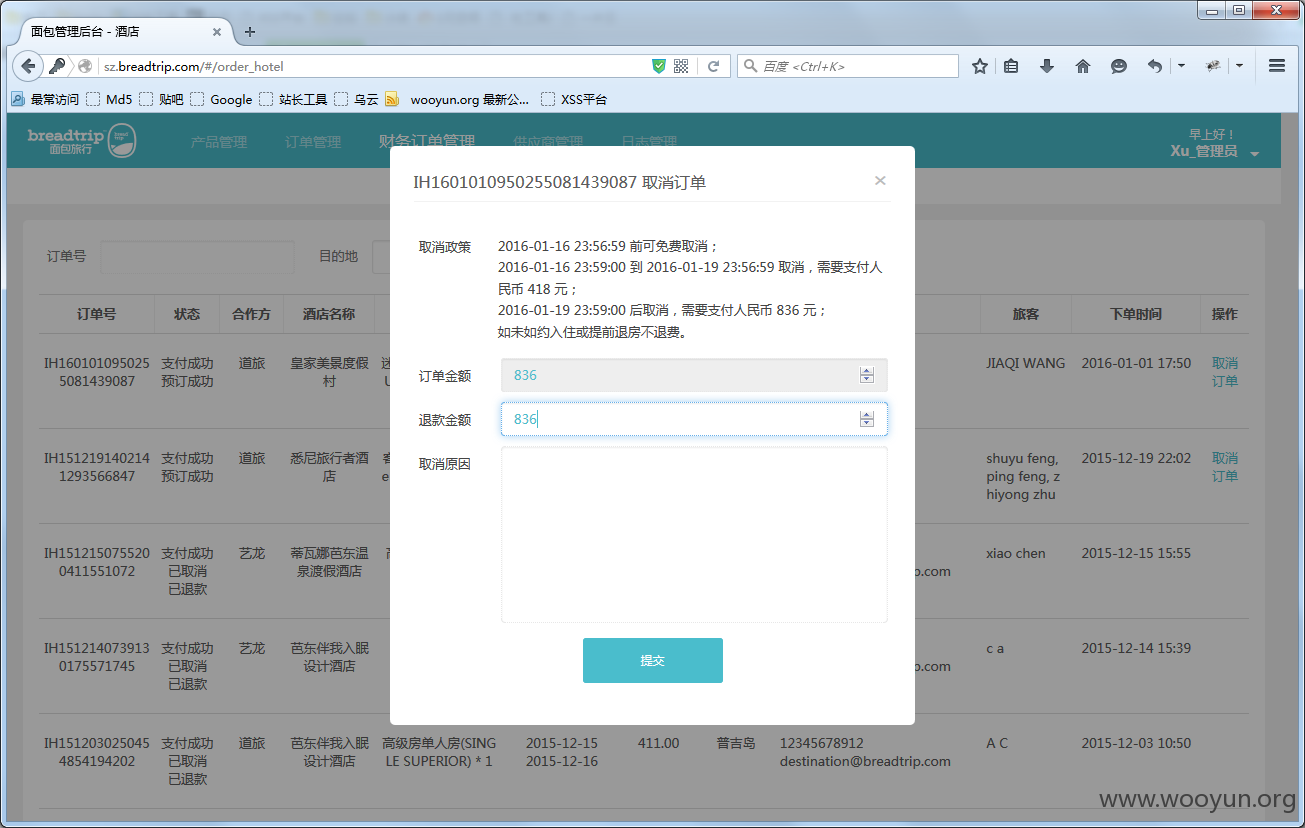 面包管理后台 - 酒店
sz.breadtrip.com/#/order_hotel
百度 <Ctrl+K>
最常访问 Md5 贴吧 Google 站长工具 乌云 wooyun.org 最新公... XSS平台
breadtrip
面包旅行
产品管理 订单管理 财务订单管理 供应商管理 日志管理
早上好！
Xu_管理员
IH1601010950255081439087 取消订单
取消政策
2016-01-16 23:56:59 前可免费取消；
2016-01-16 23:59:00 到 2016-01-19 23:56:59 取消，需要支付人
民币 418 元；
2016-01-19 23:59:00 后取消，需要支付人民币 836 元；
如未如约入住或提前退房不退费。
订单金额 836
退款金额 836
取消原因
提交
订单号 目的地
订单号 状态 合作方 酒店名称 旅客 下单时间 操作
IH160101095025 支付成功 道旅 皇家美景度假 JIAQI WANG 2016-01-01 17:50 取消
5081439087 预订成功 村 订单
IH151219140214 支付成功 道旅 悉尼旅行者酒 shuyu feng, 2015-12-19 22:02 取消
1293566847 预订成功 店 ping feng, z 订单
hiyong zhu
IH151215075520 支付成功 艺龙 蒂瓦娜芭东温 xiao chen 2015-12-15 15:55
0411551072 已取消 泉渡假酒店 p.com
已退款
IH151214073913 支付成功 艺龙 芭东伴我入眠 c a 2015-12-14 15:39
0175571745 已取消 设计酒店 p.com
已退款
IH151203025045 支付成功 道旅 芭东伴我入眠 高级房单人房(SING 2015-12-15 411.00 普吉岛 12345678912 A C 2015-12-03 10:50
4854194202 已取消 设计酒店 LE SUPERIOR) * 1 2015-12-16 destination@breadtrip.com
已退款
www.wooyun.org